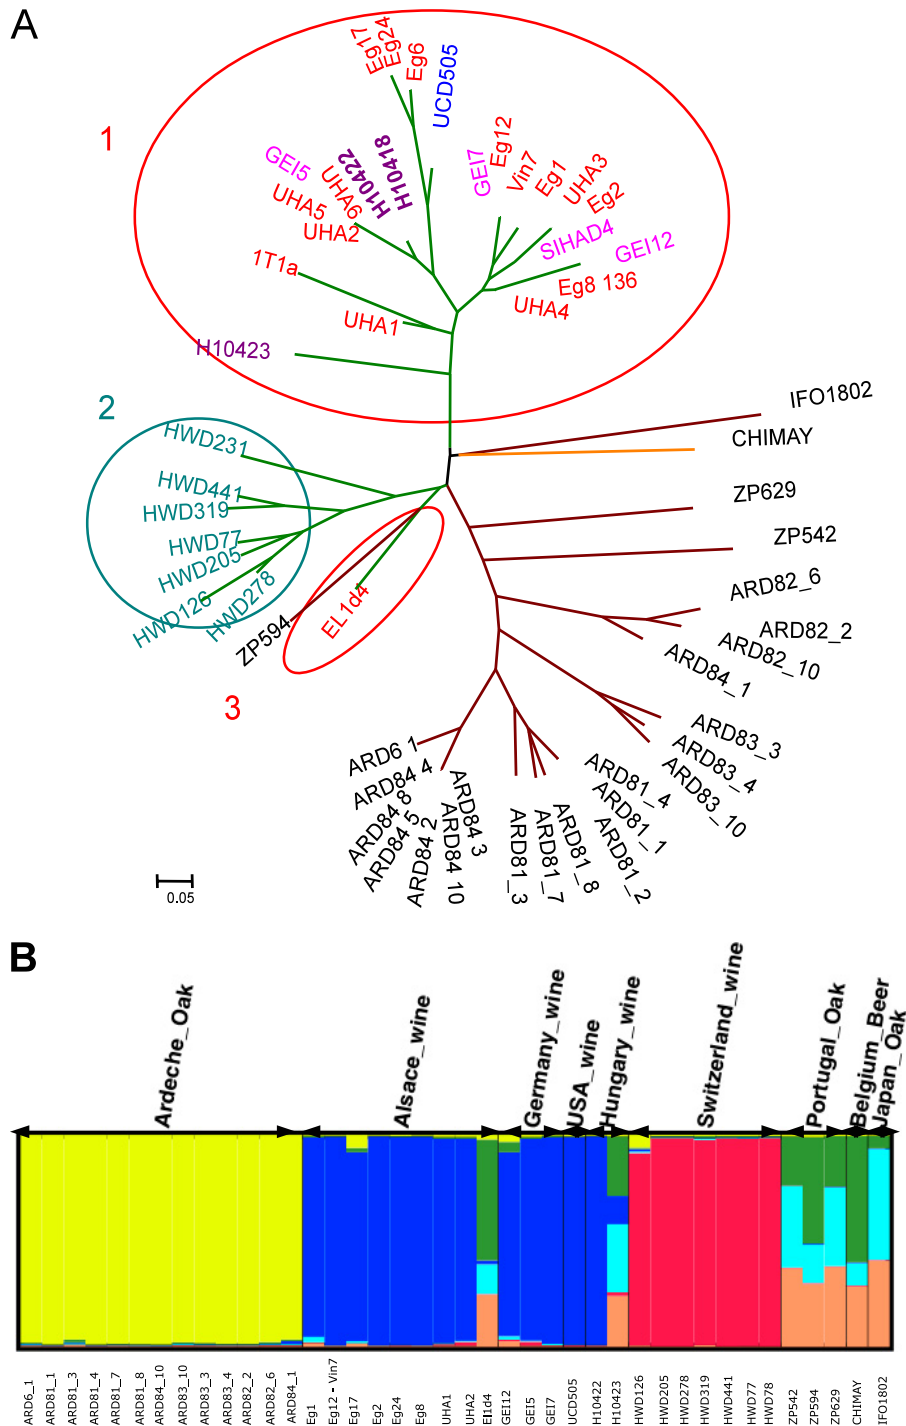 A
1
Eg17
Eg24
Eg6
UCD505
GEI5
UHA5
UHA6
UHA2
H10422
H10418
GEI7
Eg12
Vin7
Eg1
UHA3
Eg2
SIHAD4
GEI12
Eg8 136
UHA4
1T1a
UHA1
H10423
2
HWD231
HWD441
HWD319
HWD77
HWD205
HWD126
HWD278
ZP594
EL1d4
3
IFO1802
CHIMAY
ZP629
ZP542
ARD82_6
ARD82_2
ARD82_10
ARD84_1
ARD83_3
ARD83_4
ARD83_10
ARD81_4
ARD81_1
ARD81_2
ARD81_8
ARD81_7
ARD81_3
ARD6 1
ARD84 4
ARD84 8
ARD84 5
ARD84 2
ARD84 3
ARD84 10
0.05
B
Ardeche_Oak
Alsace_wine
Germany_wine
USA_wine
Hungary_wine
Switzerland_wine
Portugal_Oak
Belgium_Beer
Japan_Oak
ARD6_1
ARD81_1
ARD81_3
ARD81_4
ARD81_7
ARD81_8
ARD84_10
ARD83_10
ARD83_3
ARD83_4
ARD82_2
ARD82_6
ARD84_1
Eg1
Eg12 - Vin7
Eg17
Eg2
Eg24
Eg8
UHA1
UHA2
El1d4
GEI12
GEI5
GEI7
UCD505
H10422
H10423
HWD126
HWD205
HWD278
HWD319
HWD441
HWD77
HWD78
ZP542
ZP594
ZP629
CHIMAY
IFO1802